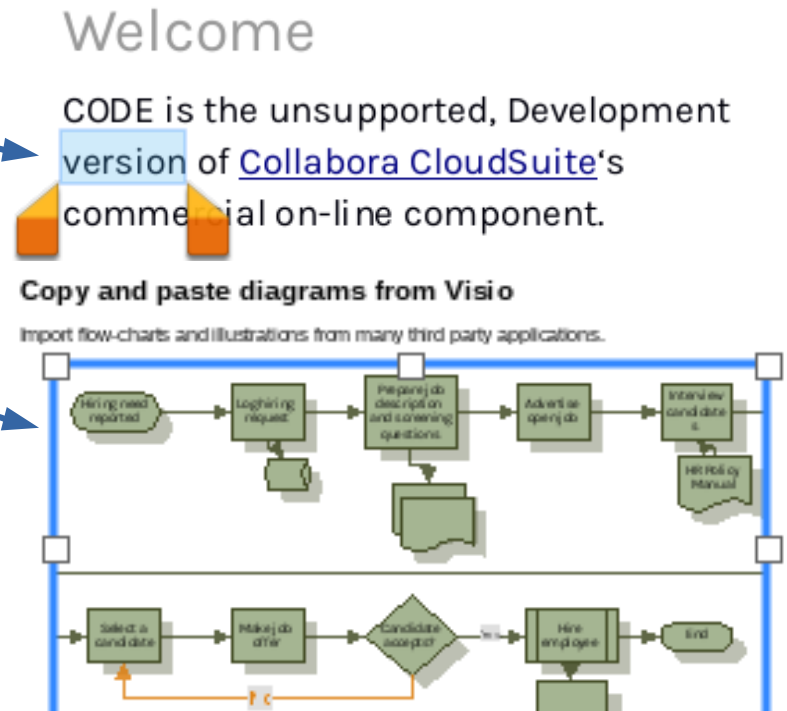 Welcome
CODE is the unsupported, Development
version of Collabora CloudSuite‘s
commercial on-line component.
Copy and paste diagrams from Visio
Import flow-charts and illustrations from many third party applications.
Hiring need
reported
Log hiring
request
Prepare job
description
and screening
questions
Advertise
open job
Interview
candidate
s
HR Policy
Manual
Select a
candidate
Make job
offer
Candidate
accepts?
Yes
Hire
employee
End